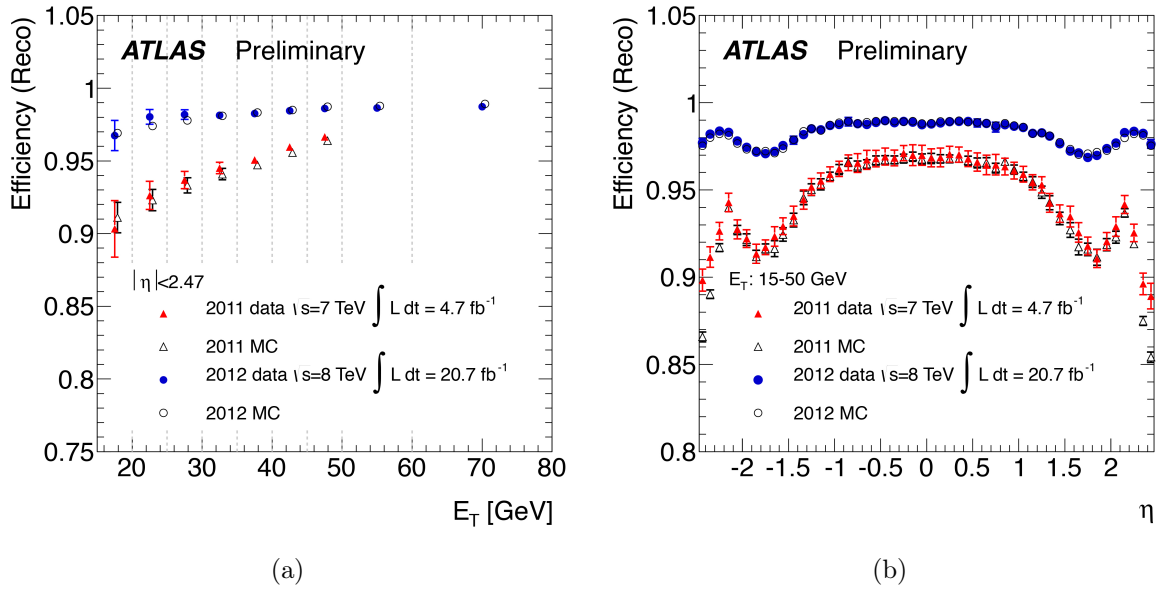 ATLAS Preliminary
Efficiency (Reco)
1.05
1
0.95
0.9
0.85
0.8
0.75
|η|<2.47
2011 data √s=7 TeV ∫ L dt = 4.7 fb⁻¹
2011 MC
2012 data √s=8 TeV ∫ L dt = 20.7 fb⁻¹
2012 MC
20 30 40 50 60 70 80
E_T [GeV]
(a)
ATLAS Preliminary
Efficiency (Reco)
1.05
1
0.95
0.9
0.85
0.8
E_T: 15-50 GeV
2011 data √s=7 TeV ∫ L dt = 4.7 fb⁻¹
2011 MC
2012 data √s=8 TeV ∫ L dt = 20.7 fb⁻¹
2012 MC
-2 -1.5 -1 -0.5 0 0.5 1 1.5 2
η
(b)